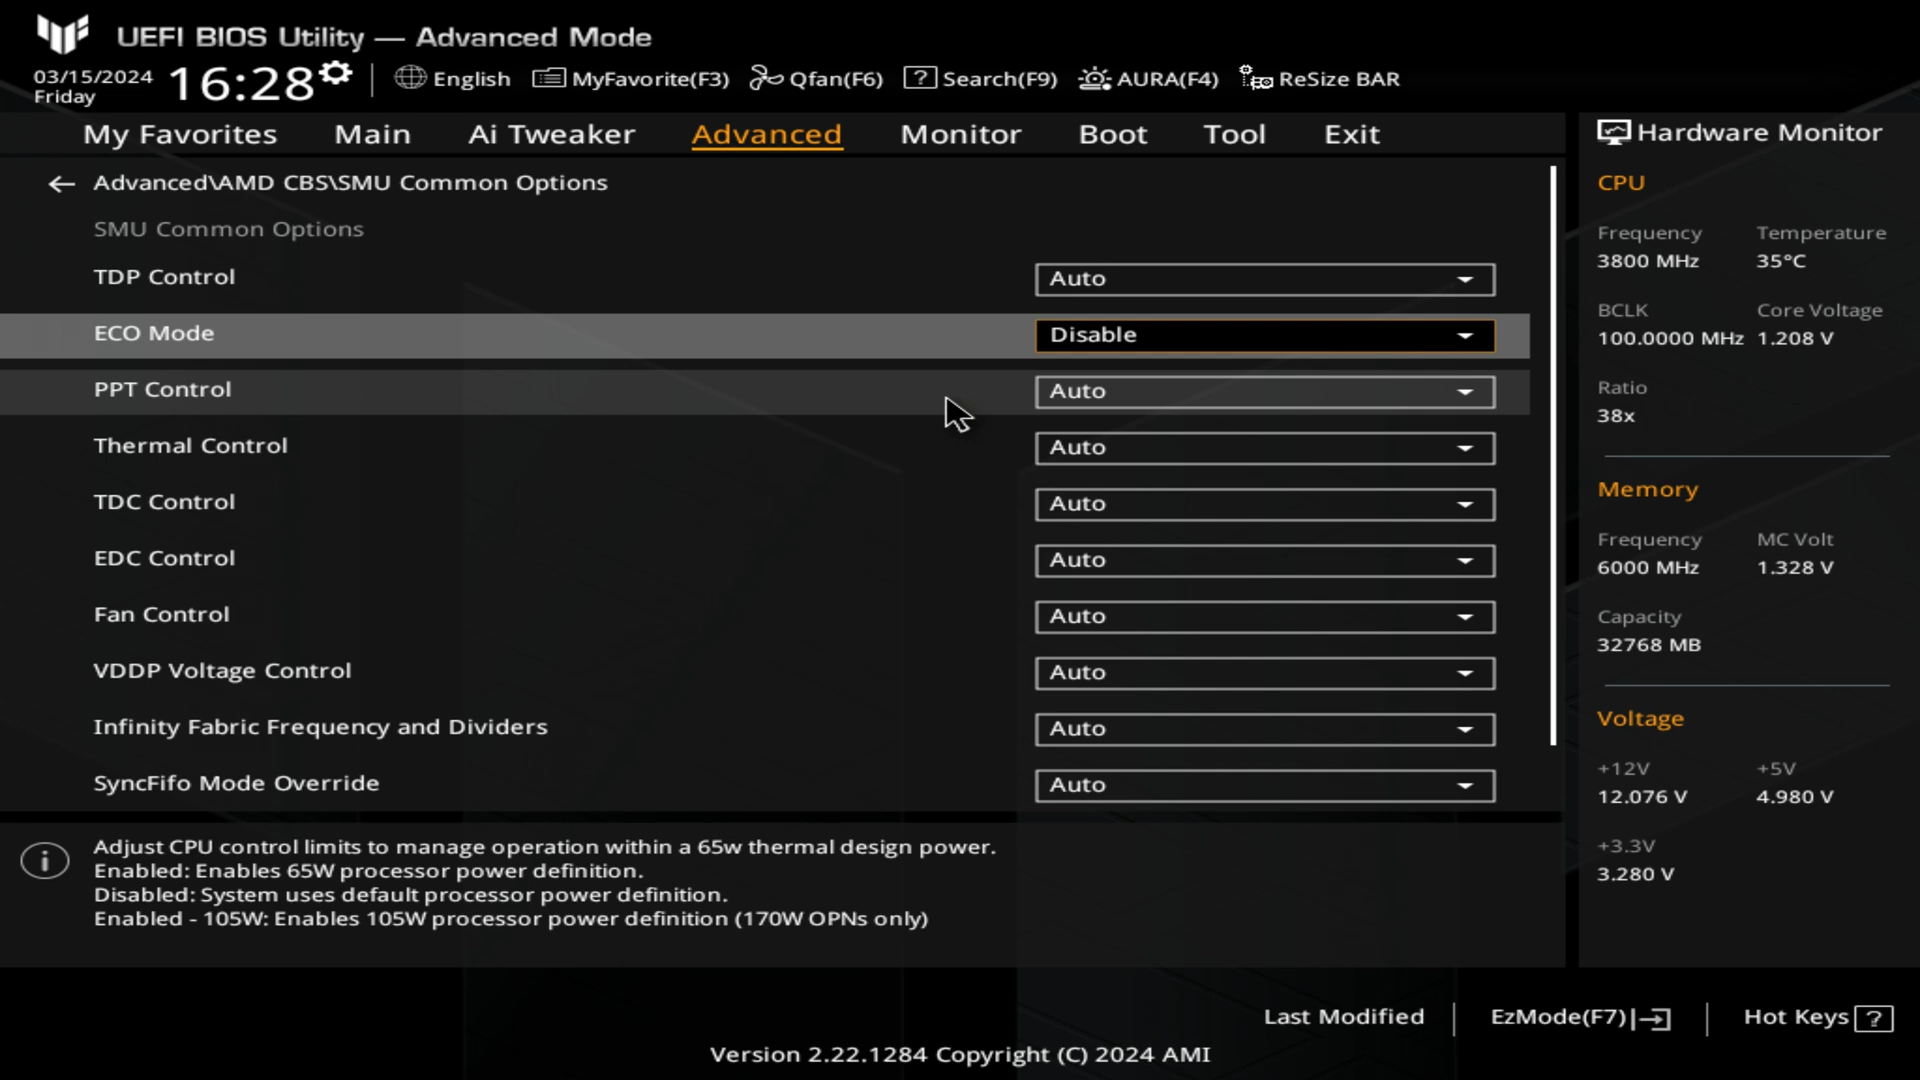 UEFI BIOS Utility — Advanced Mode
03/15/2024
Friday
16:28
English
MyFavorite(F3)
Qfan(F6)
? Search(F9)
AURA(F4)
ReSize BAR
My Favorites
Main
Ai Tweaker
Advanced
Monitor
Boot
Tool
Exit
Advanced\AMD CBS\SMU Common Options
SMU Common Options
TDP Control Auto
ECO Mode Disable
PPT Control Auto
Thermal Control Auto
TDC Control Auto
EDC Control Auto
Fan Control Auto
VDDP Voltage Control Auto
Infinity Fabric Frequency and Dividers Auto
SyncFifo Mode Override Auto
i
Adjust CPU control limits to manage operation within a 65w thermal design power.
Enabled: Enables 65W processor power definition.
Disabled: System uses default processor power definition.
Enabled - 105W: Enables 105W processor power definition (170W OPNs only)
Hardware Monitor
CPU
Frequency Temperature
3800 MHz 35°C
BCLK Core Voltage
100.0000 MHz 1.208 V
Ratio
38x
Memory
Frequency MC Volt
6000 MHz 1.328 V
Capacity
32768 MB
Voltage
+12V +5V
12.076 V 4.980 V
+3.3V
3.280 V
Last Modified
EzMode(F7)
Hot Keys ?
Version 2.22.1284 Copyright (C) 2024 AMI